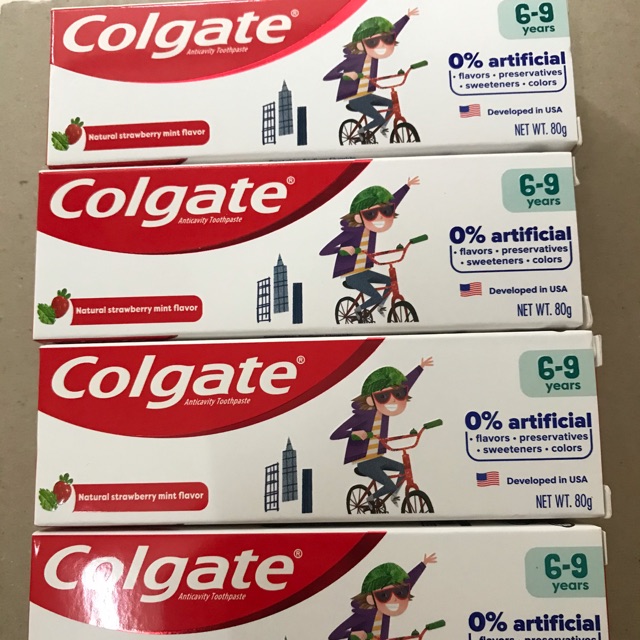 Colgate®
Anticavity Toothpaste
6-9
years
0% artificial
• flavors • preservatives
• sweeteners • colors
Developed in USA
NET WT. 80g
Natural strawberry mint flavor
Colgate®
Anticavity Toothpaste
6-9
years
0% artificial
• flavors • preservatives
• sweeteners • colors
Developed in USA
NET WT. 80g
Natural strawberry mint flavor
Colgate®
Anticavity Toothpaste
6-9
years
0% artificial
• flavors • preservatives
• sweeteners • colors
Developed in USA
NET WT. 80g
Natural strawberry mint flavor
Colgate®
Anticavity Toothpaste
6-9
years
0% artificial
• flavors • preservatives